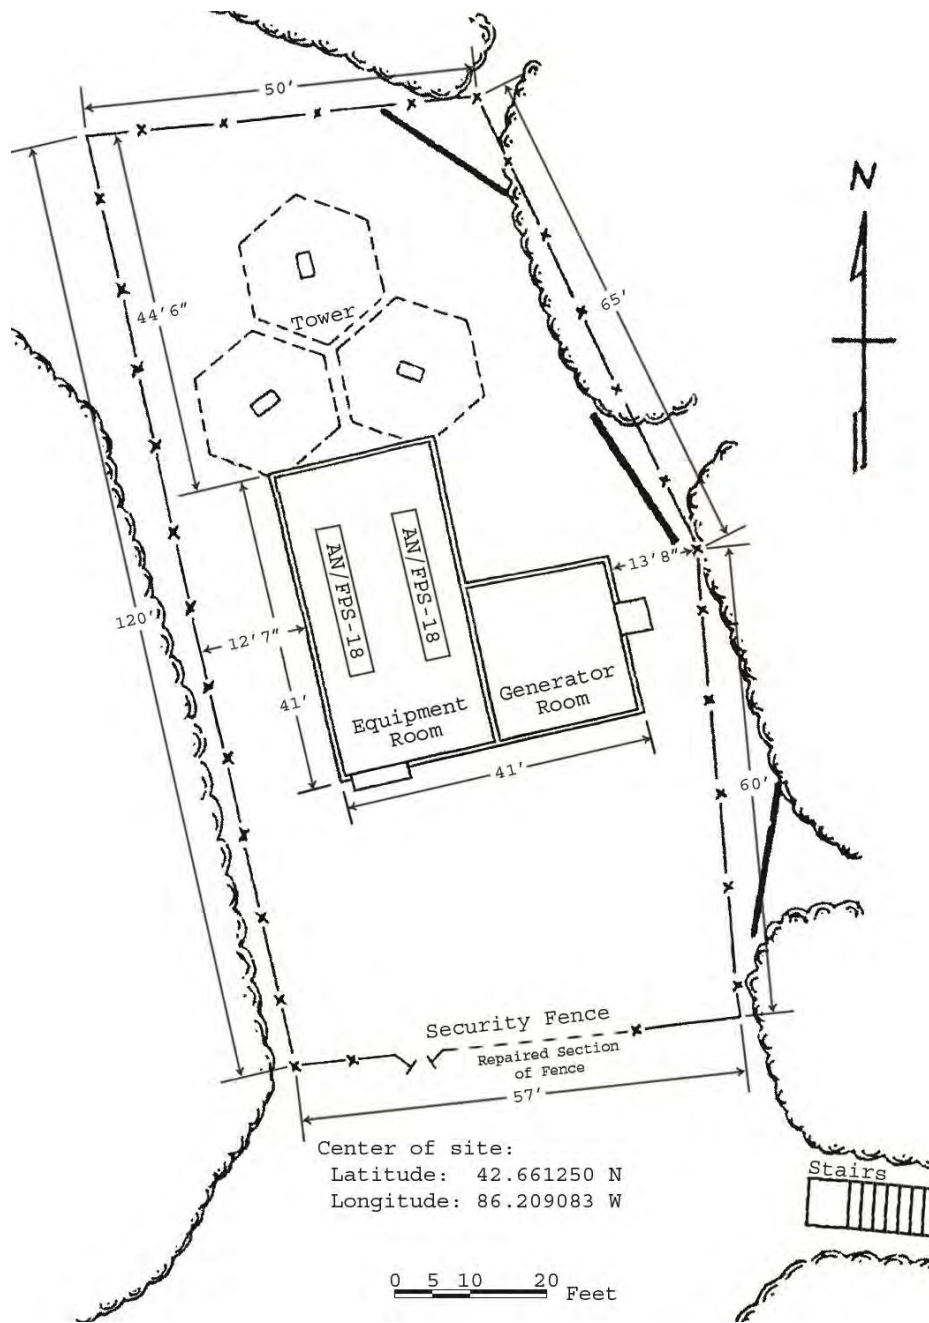 50'
N
44'6"
65'
Tower
AN/FPS-18
AN/FPS-18
13'8"
120'
12'7"
41'
Generator
Room
Equipment
Room
41'
60'
Security Fence
Repaired Section
of Fence
57'
Center of site:
Latitude: 42.661250 N
Longitude: 86.209083 W
Stairs
0 5 10 20
Feet